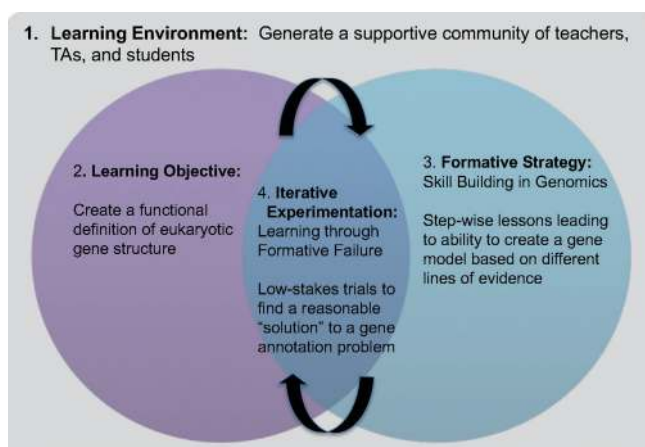 1. Learning Environment: Generate a supportive community of teachers,
TAs, and students
2. Learning Objective:
Create a functional
definition of eukaryotic
gene structure
4. Iterative
Experimentation:
Learning through
Formative Failure
Low-stakes trials to
find a reasonable
“solution” to a gene
annotation problem
3. Formative Strategy:
Skill Building in Genomics
Step-wise lessons leading
to ability to create a gene
model based on different
lines of evidence